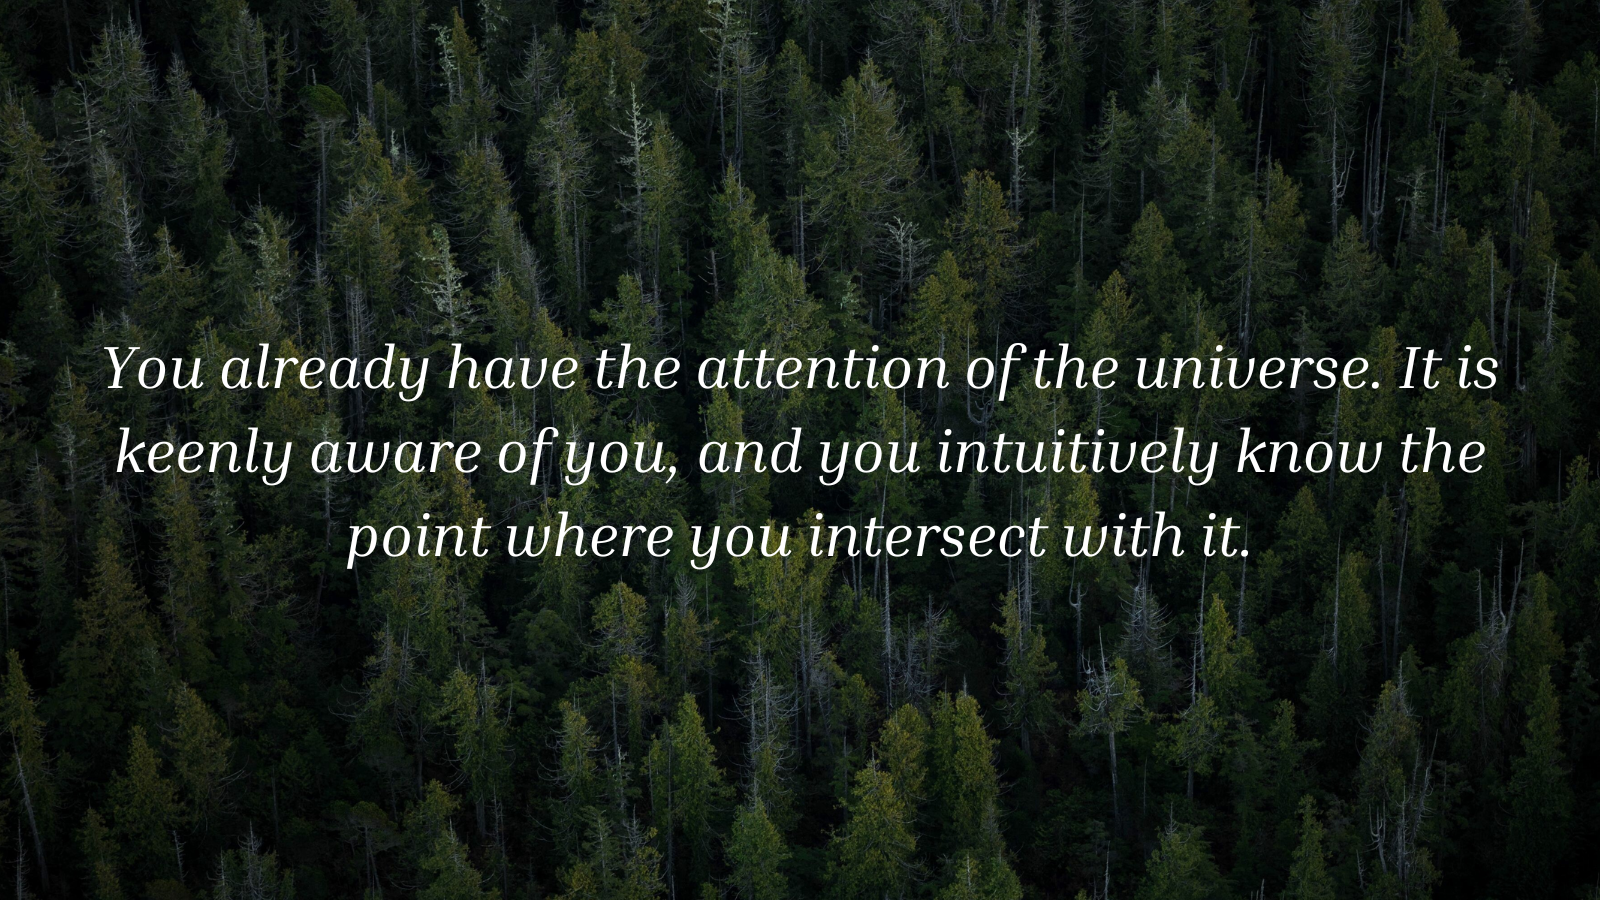 You already have the attention of the universe. It is
keenly aware of you, and you intuitively know the
point where you intersect with it.